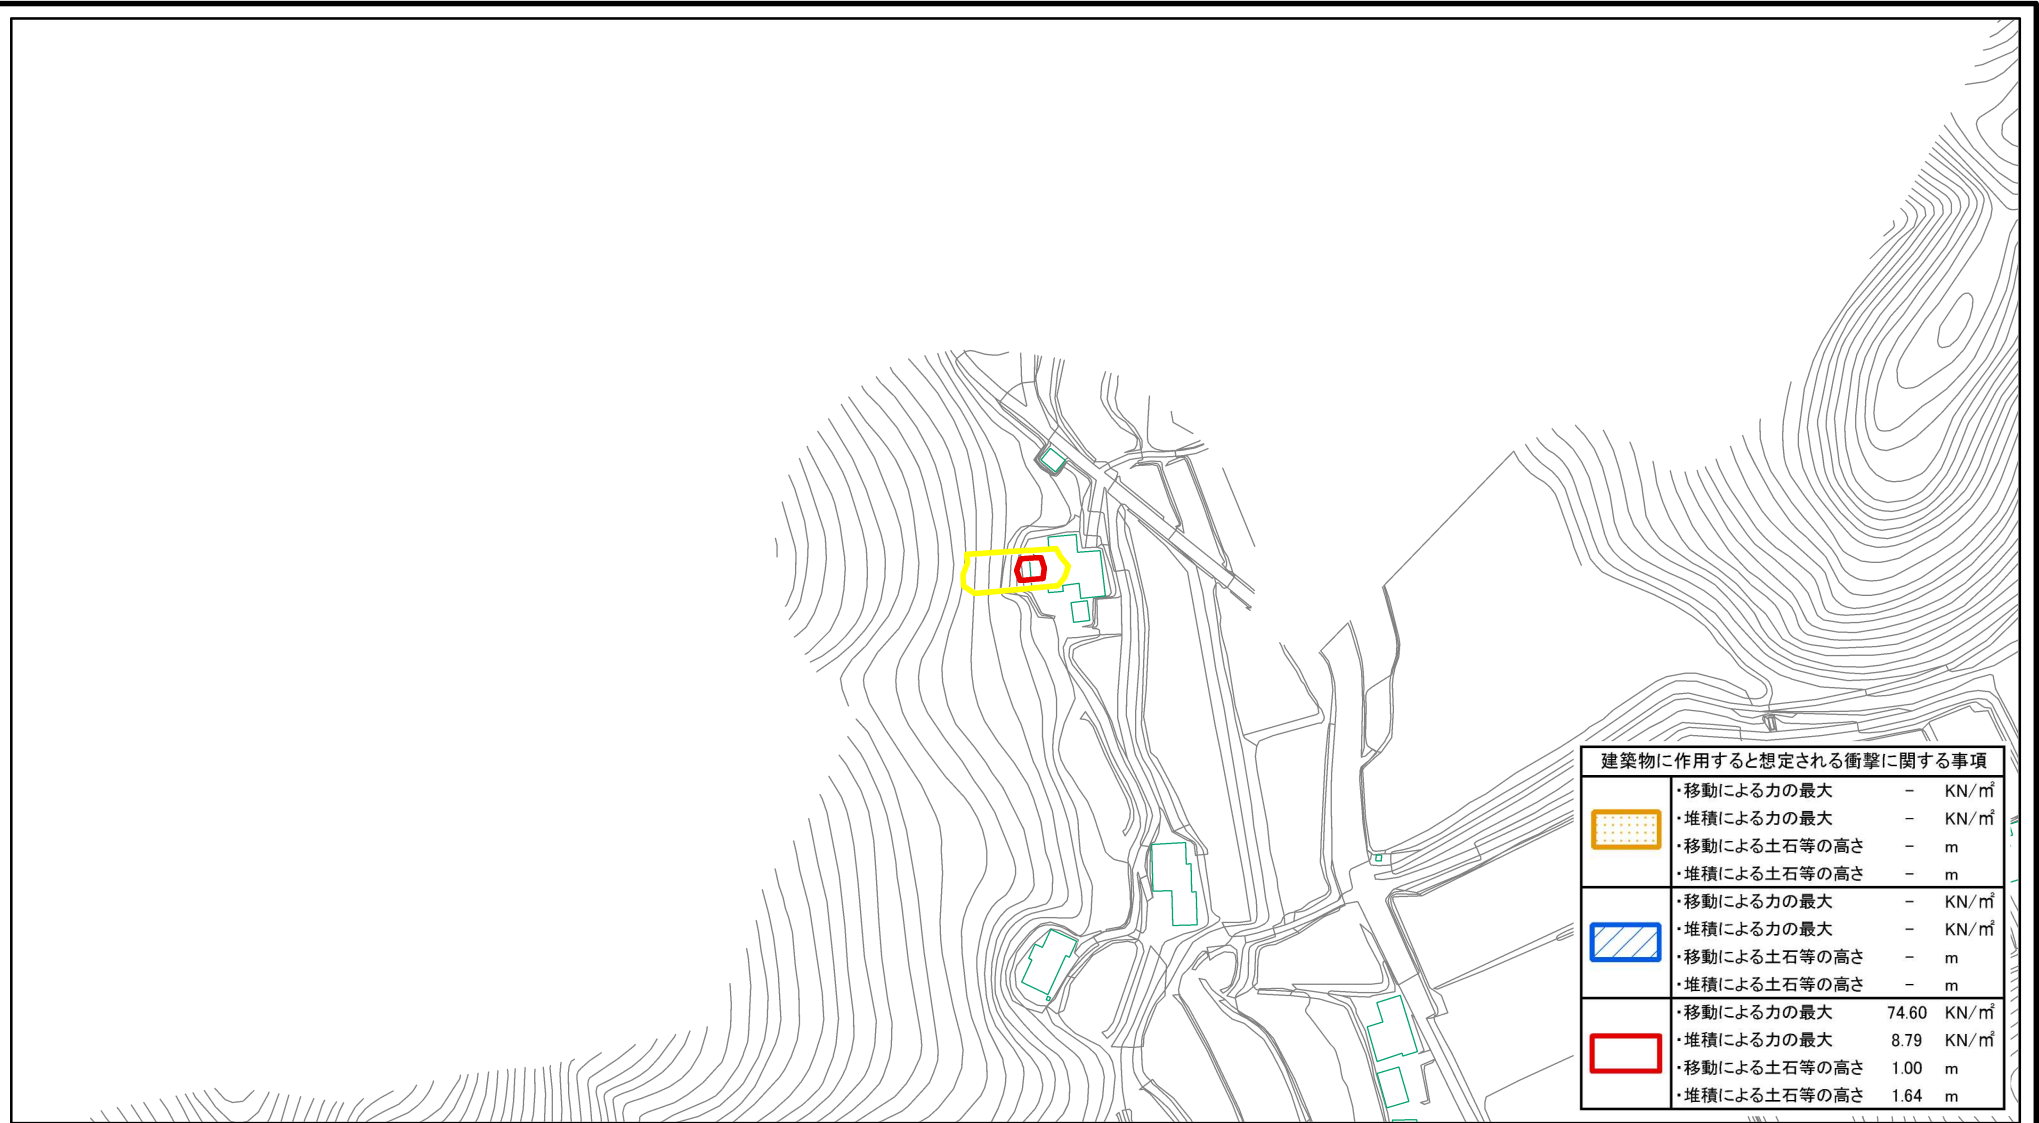 建築物に作用すると想定される衝撃に関する事項
・移動による力の最大 － KN/㎡
・堆積による力の最大 － KN/㎡
・移動による土石等の高さ － m
・堆積による土石等の高さ － m
・移動による力の最大 － KN/㎡
・堆積による力の最大 － KN/㎡
・移動による土石等の高さ － m
・堆積による土石等の高さ － m
・移動による力の最大 74.60 KN/㎡
・堆積による力の最大 8.79 KN/㎡
・移動による土石等の高さ 1.00 m
・堆積による土石等の高さ 1.64 m